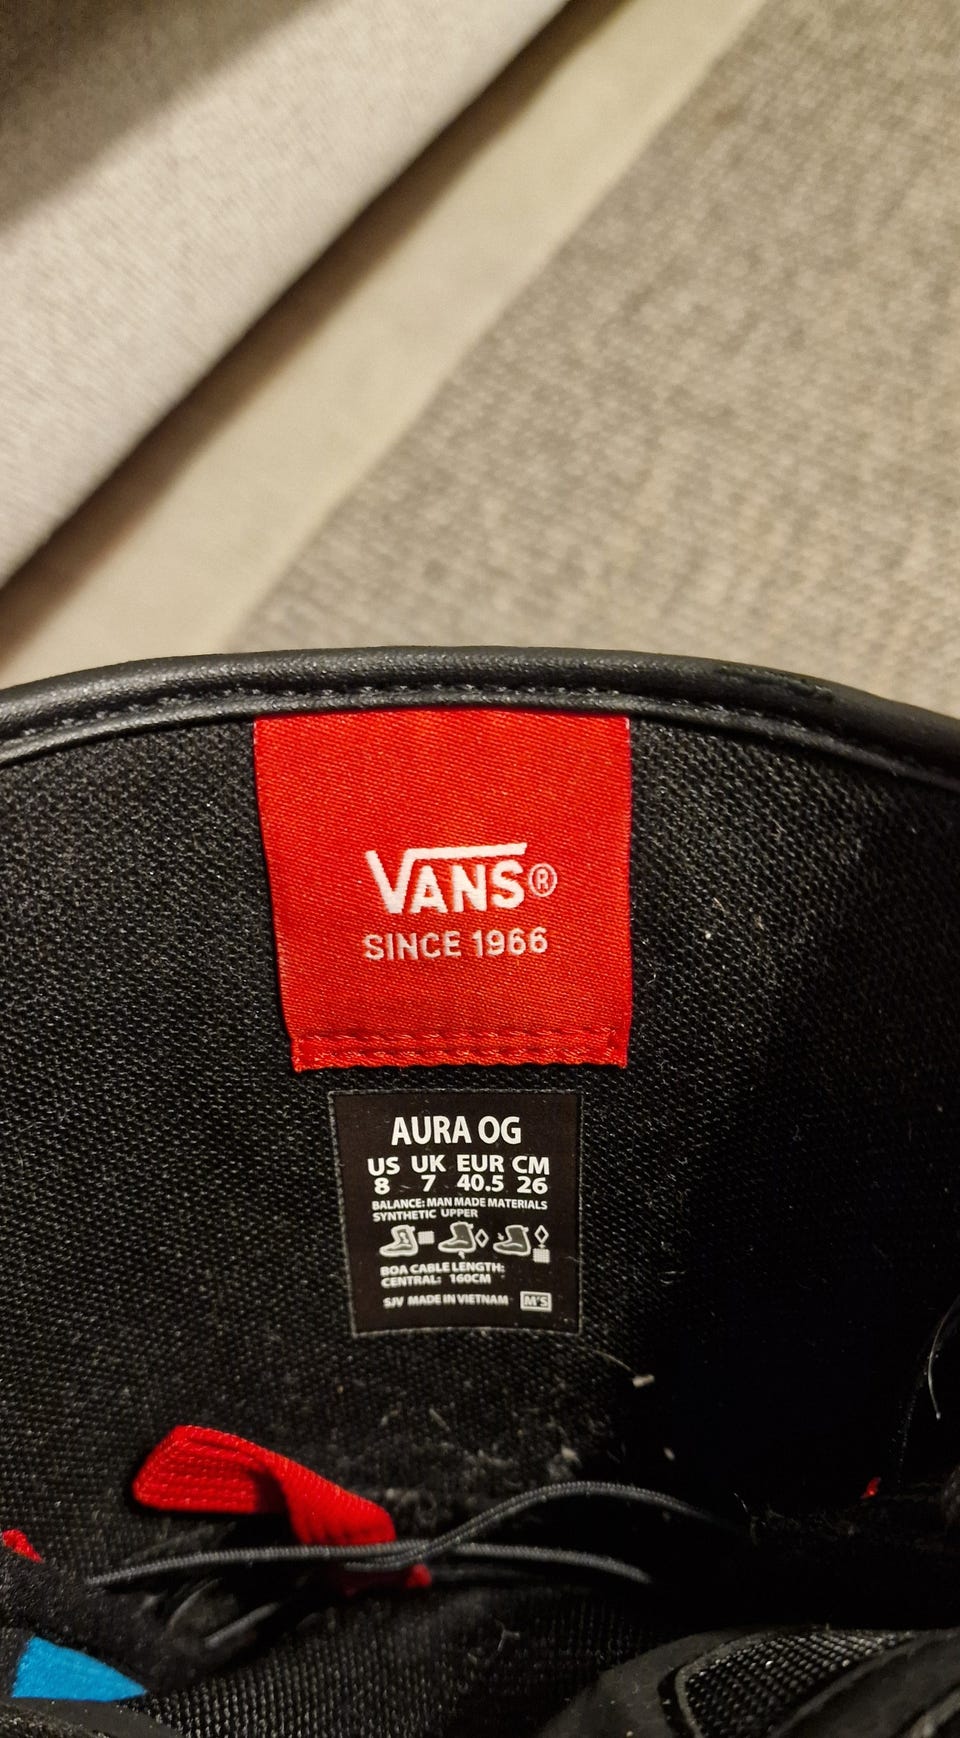 VANS®
SINCE 1966
AURA OG
US UK EUR CM
8 7 40.5 26
BALANCE: MAN MADE MATERIALS
SYNTHETIC UPPER
BOA CABLE LENGTH:
CENTRAL: 160CM
SJV MADE IN VIETNAM M'S